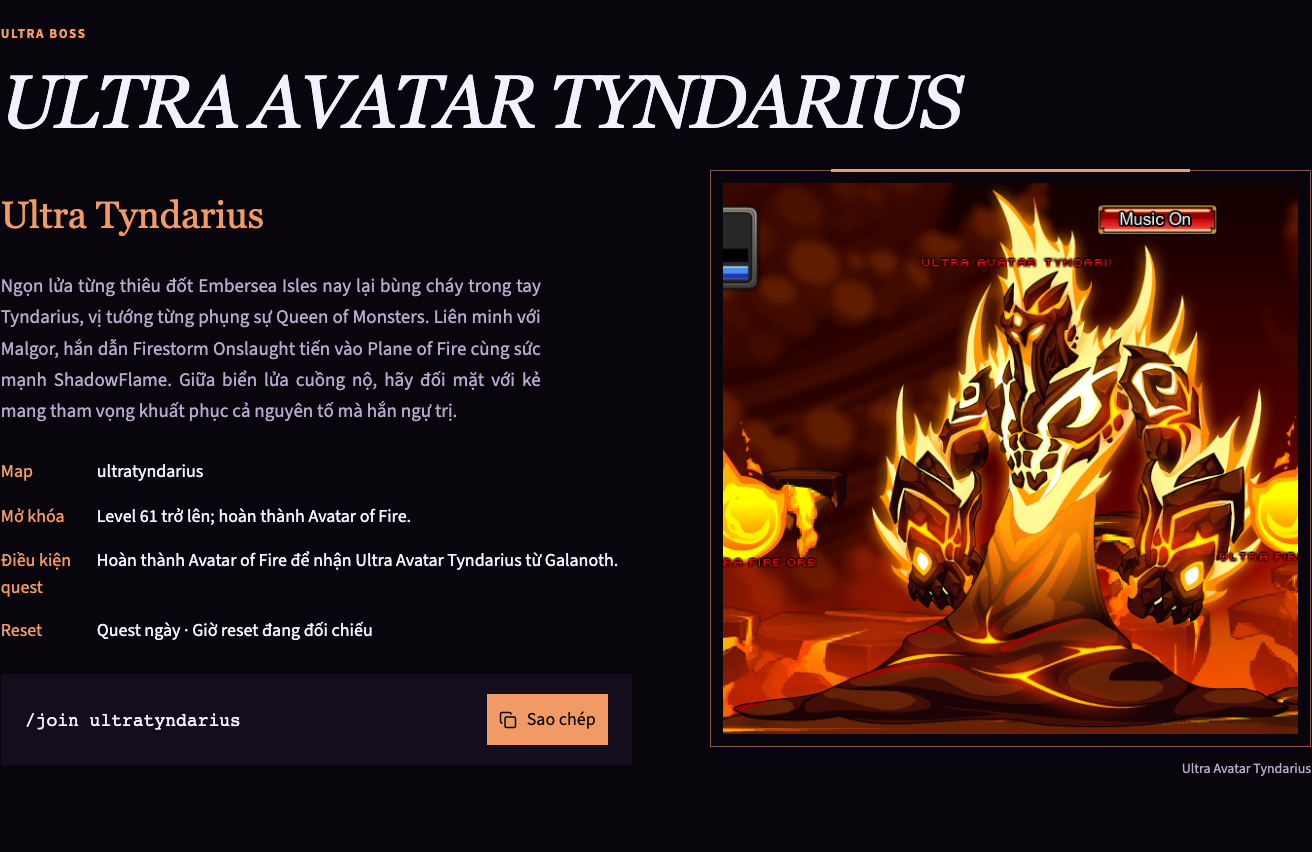 ULTRA BOSS
ULTRA AVATAR TYNDARIUS
Ultra Tyndarius
Ngọn lửa từng thiêu đốt Embersea Isles nay lại bùng cháy trong tay
Tyndarius, vị tướng từng phụng sự Queen of Monsters. Liên minh với
Malgor, hắn dẫn Firestorm Onslaught tiến vào Plane of Fire cùng sức
mạnh ShadowFlame. Giữa biển lửa cuồng nộ, hãy đối mặt với kẻ
mang tham vọng khuất phục cả nguyên tố mà hắn ngự trị.
Map ultratyndarius
Mở khóa Level 61 trở lên; hoàn thành Avatar of Fire.
Điều kiện quest Hoàn thành Avatar of Fire để nhận Ultra Avatar Tyndarius từ Galanoth.
Reset Quest ngày · Giờ reset đang đối chiếu
/join ultratyndarius
Sao chép
Music On
ULTRA AVATAR TYNDARIU
RA FIRE ORB
ULTRA FIR
Ultra Avatar Tyndarius